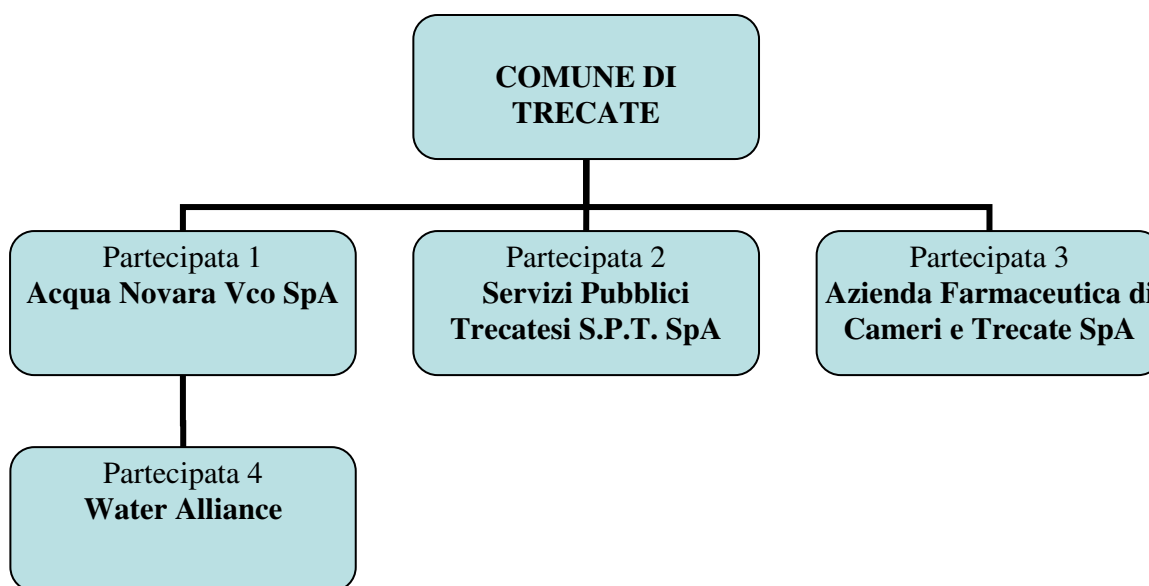 COMUNE DI
TRECATE
Partecipata 1
Acqua Novara Vco SpA
Partecipata 2
Servizi Pubblici
Trecatesi S.P.T. SpA
Partecipata 3
Azienda Farmaceutica di
Cameri e Trecate SpA
Partecipata 4
Water Alliance